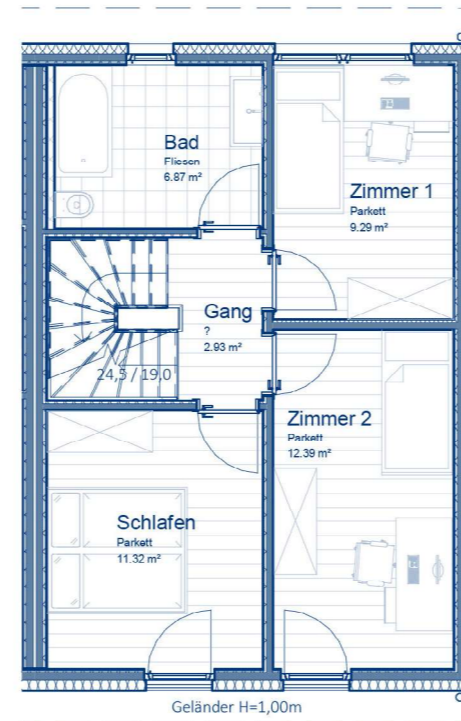 Bad
Fliesen
6.87 m²
Zimmer 1
Parkett
9.29 m²
Gang
?
2.93 m²
24,5 / 19,0
Zimmer 2
Parkett
12.39 m²
Schlafen
Parkett
11.32 m²
Geländer H=1,00m